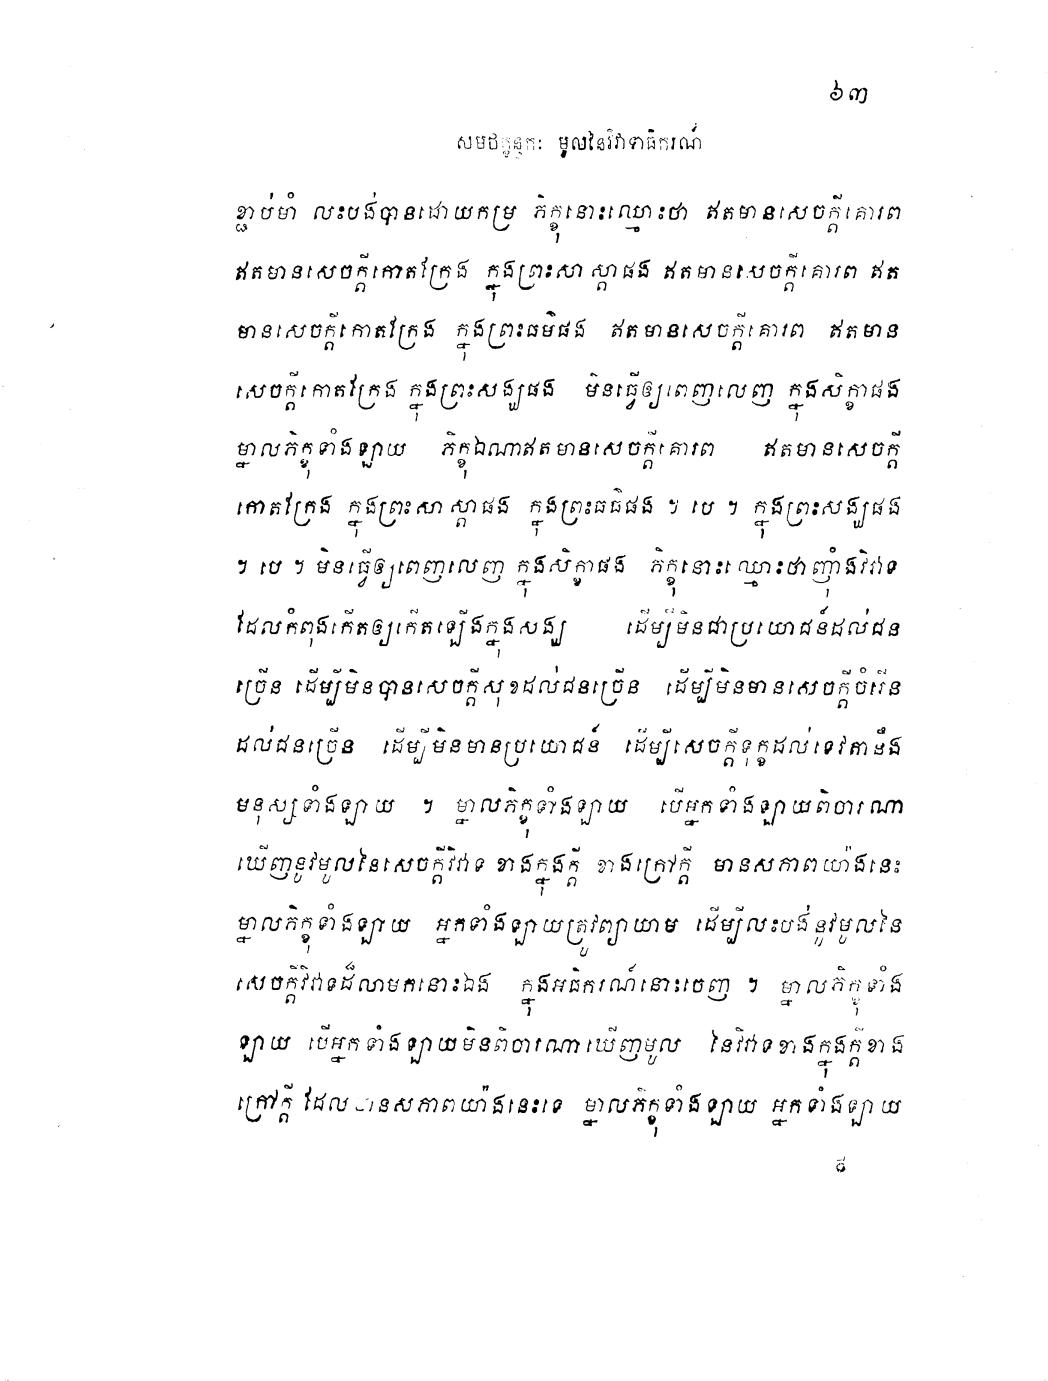 ៦៣
សមថក្ខន្ធកៈ មូលនៃវិវាទាធិករណ៍
ខ្ជាប់មាំ លះបង់បានដោយកម្រ ភិក្ខុនោះឈ្មោះថា ឥតមានសេចក្ដីគោរព
ឥតមានសេចក្ដីកោតក្រែង ក្នុងព្រះសាស្ដាផង ឥតមានសេចក្ដីគោរព ឥត
មានសេចក្ដីកោតក្រែង ក្នុងព្រះធម៌ផង ឥតមានសេចក្ដីគោរព ឥតមាន
សេចក្ដីកោតក្រែង ក្នុងព្រះសង្ឃផង មិនធ្វើឲ្យពេញលេញ ក្នុងសិក្ខាផង
ម្នាលភិក្ខុទាំងឡាយ ភិក្ខុឯណាឥតមានសេចក្ដីគោរព ឥតមានសេចក្ដី
កោតក្រែង ក្នុងព្រះសាស្ដាផង ក្នុងព្រះធម៌ផង ។ បេ ។ ក្នុងព្រះសង្ឃផង
។ បេ ។ មិនធ្វើឲ្យពេញលេញ ក្នុងសិក្ខាផង ភិក្ខុនោះឈ្មោះថាញុំាងវិវាទ
ដែលកំពុងកើតឲ្យកើតឡើងក្នុងសង្ឃ ដើម្បីមិនជាប្រយោជន៍ដល់ជន
ច្រើន ដើម្បីមិនបានសេចក្ដីសុខដល់ជនច្រើន ដើម្បីមិនមានសេចក្ដីចំរើន
ដល់ជនច្រើន ដើម្បីមិនមានប្រយោជន៍ ដើម្បីសេចក្ដីទុក្ខដល់ទេវតានឹង
មនុស្សទាំងឡាយ ។ ម្នាលភិក្ខុទាំងឡាយ បើអ្នកទាំងឡាយពិចារណា
ឃើញនូវមូលនៃសេចក្ដីវិវាទ ខាងក្នុងក្ដី ខាងក្រៅក្ដី មានសភាពយ៉ាងនេះ
ម្នាលភិក្ខុទាំងឡាយ អ្នកទាំងឡាយត្រូវព្យាយាម ដើម្បីលះបង់នូវមូលនៃ
សេចក្ដីវិវាទដ៏លាមកនោះឯង ក្នុងអធិករណ៍នោះចេញ ។ ម្នាលភិក្ខុទាំង
ឡាយ បើអ្នកទាំងឡាយមិនពិចារណាឃើញមូល នៃវិវាទខាងក្នុងក្ដីខាង
ក្រៅក្ដី ដែលមានសភាពយ៉ាងនេះទេ ម្នាលភិក្ខុទាំងឡាយ អ្នកទាំងឡាយ